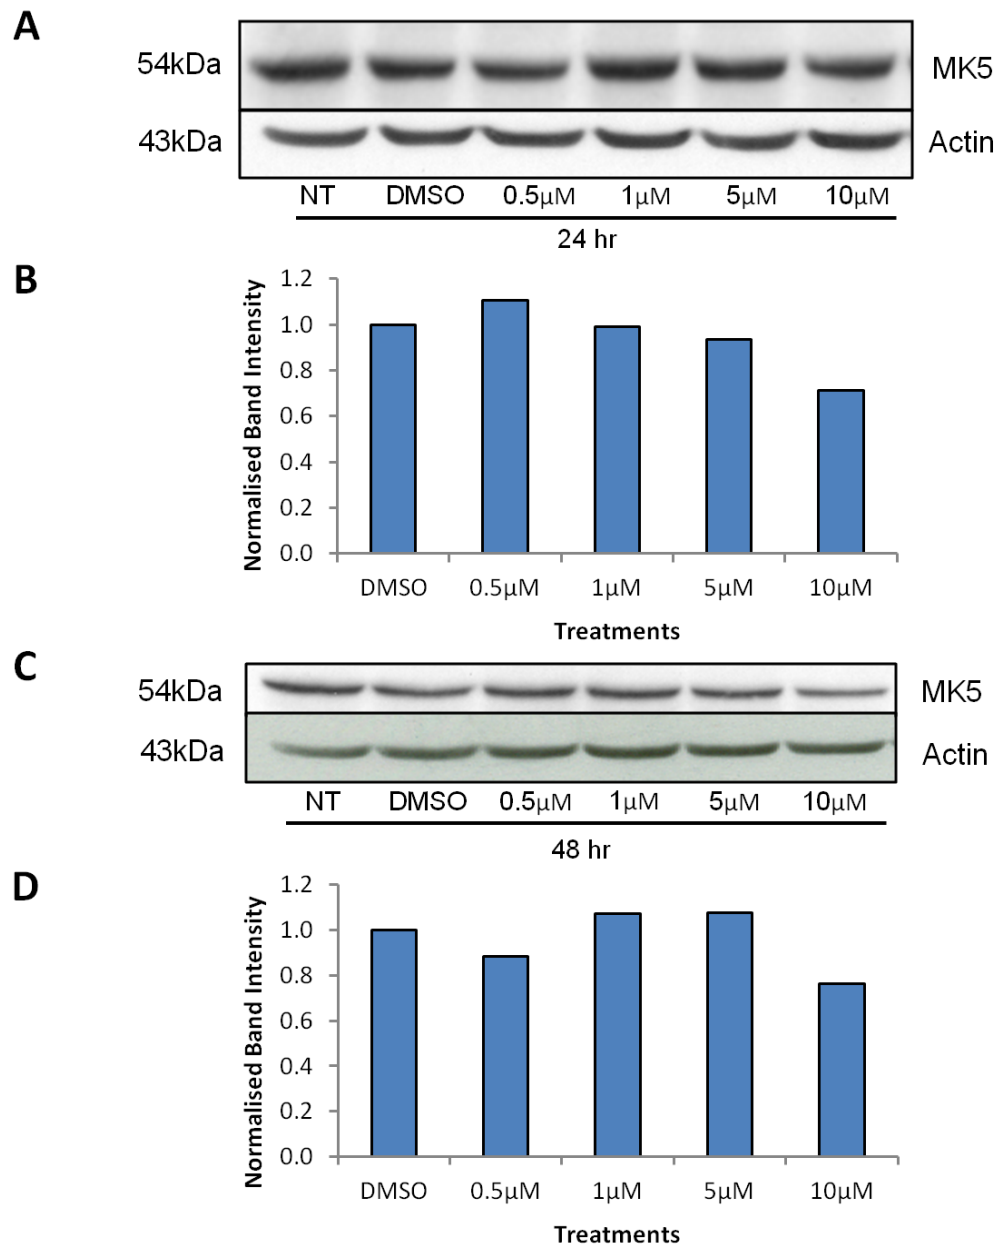 A
54kDa MK5
43kDa Actin
NT DMSO 0.5µM 1µM 5µM 10µM
24 hr
B
Normalised Band Intensity
1.2
1.0
0.8
0.6
0.4
0.2
0.0
DMSO 0.5µM 1µM 5µM 10µM
Treatments
C
54kDa MK5
43kDa Actin
NT DMSO 0.5µM 1µM 5µM 10µM
48 hr
D
Normalised Band Intensity
1.2
1.0
0.8
0.6
0.4
0.2
0.0
DMSO 0.5µM 1µM 5µM 10µM
Treatments